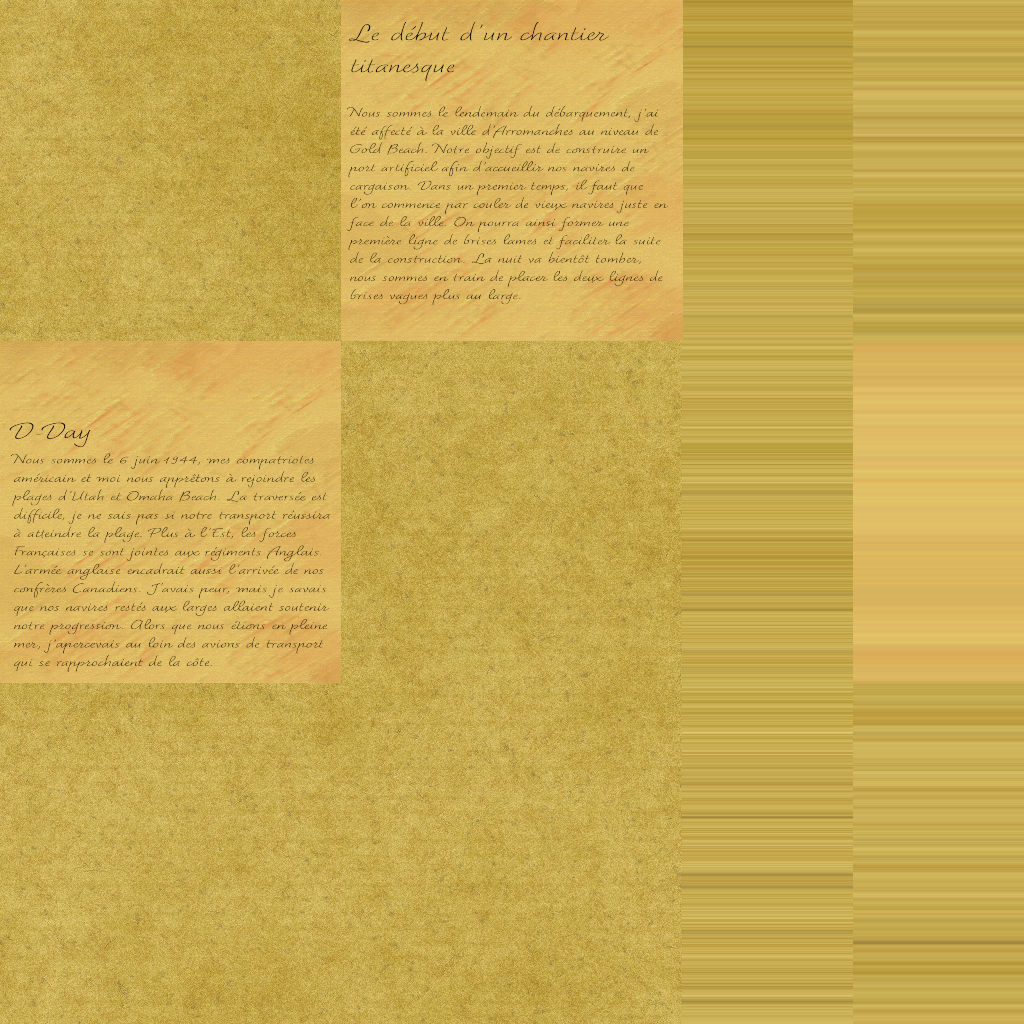 Le début d'un chantier
titanesque
Nous sommes le lendemain du débarquement, j'ai
été affecté à la ville d'Arromanches au niveau de
Gold Beach. Notre objectif est de construire un
port artificiel afin d'accueillir nos navires de
cargaison. Dans un premier temps, il faut que
l'on commence par couler de vieux navires juste en
face de la ville. On pourra ainsi former une
première ligne de brises lames et faciliter la suite
de la construction. La nuit va bientôt tomber,
nous sommes en train de placer les deux lignes de
brises vagues plus au large.
D-Day
Nous sommes le 6 juin 1944, mes compatriotes
américain et moi nous apprêtons à rejoindre les
plages d'Utah et Omaha Beach. La traversée est
difficile, je ne sais pas si notre transport réussira
à atteindre la plage. Plus à l'Est, les forces
Françaises se sont jointes aux régiments Anglais.
L'armée anglaise encadrait aussi l'arrivée de nos
confrères Canadiens. J'avais peur, mais je savais
que nos navires restés aux larges allaient soutenir
notre progression. Alors que nous étions en pleine
mer, j'apercevais au loin des avions de transport
qui se rapprochaient de la côte.